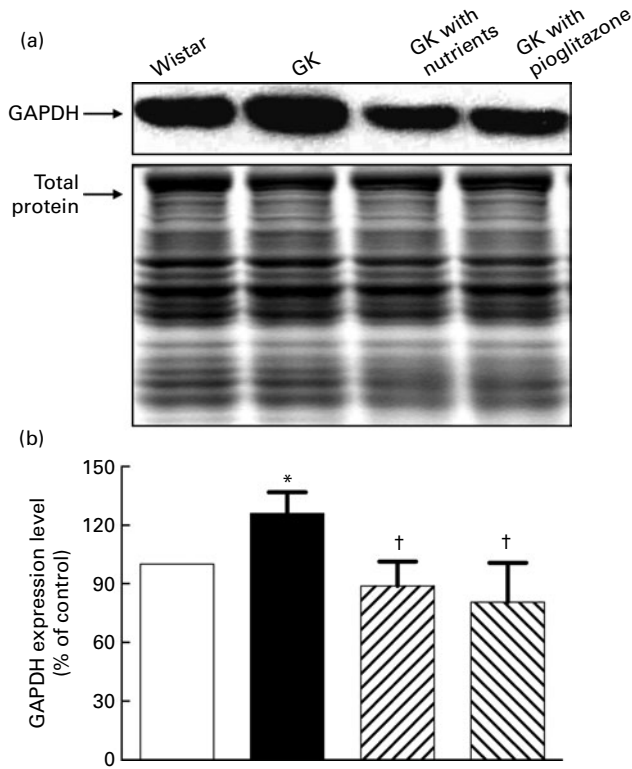 (a)
Wistar
GK
GK with
nutrients
GK with
pioglitazone
GAPDH
Total
protein
(b)
GAPDH expression level
(% of control)
150
120
90
60
30
0
*
†
†